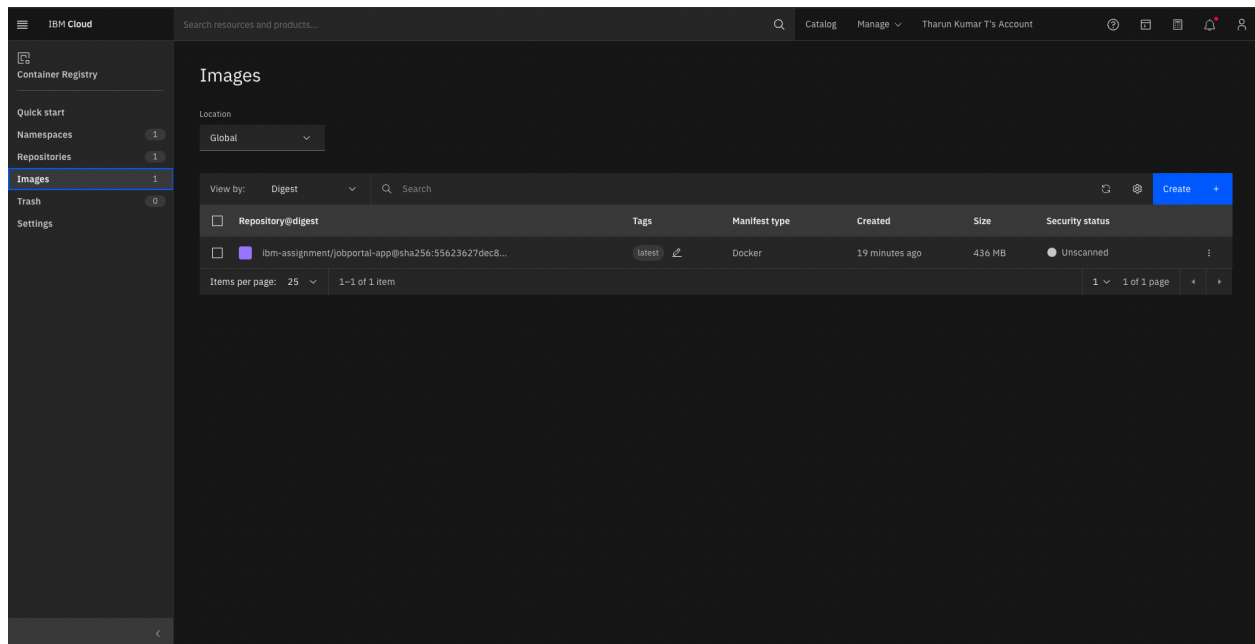 IBM Cloud
Search resources and products...
Catalog
Manage
Tharun Kumar T's Account
Container Registry
Quick start
Namespaces 1
Repositories 1
Images 1
Trash 0
Settings
Images
Location
Global
View by: Digest
Search
Create +
Repository@digest Tags Manifest type Created Size Security status
ibm-assignment/jobportal-app@sha256:55623627dec8... latest Docker 19 minutes ago 436 MB Unscanned
Items per page: 25 1–1 of 1 item 1 1 of 1 page